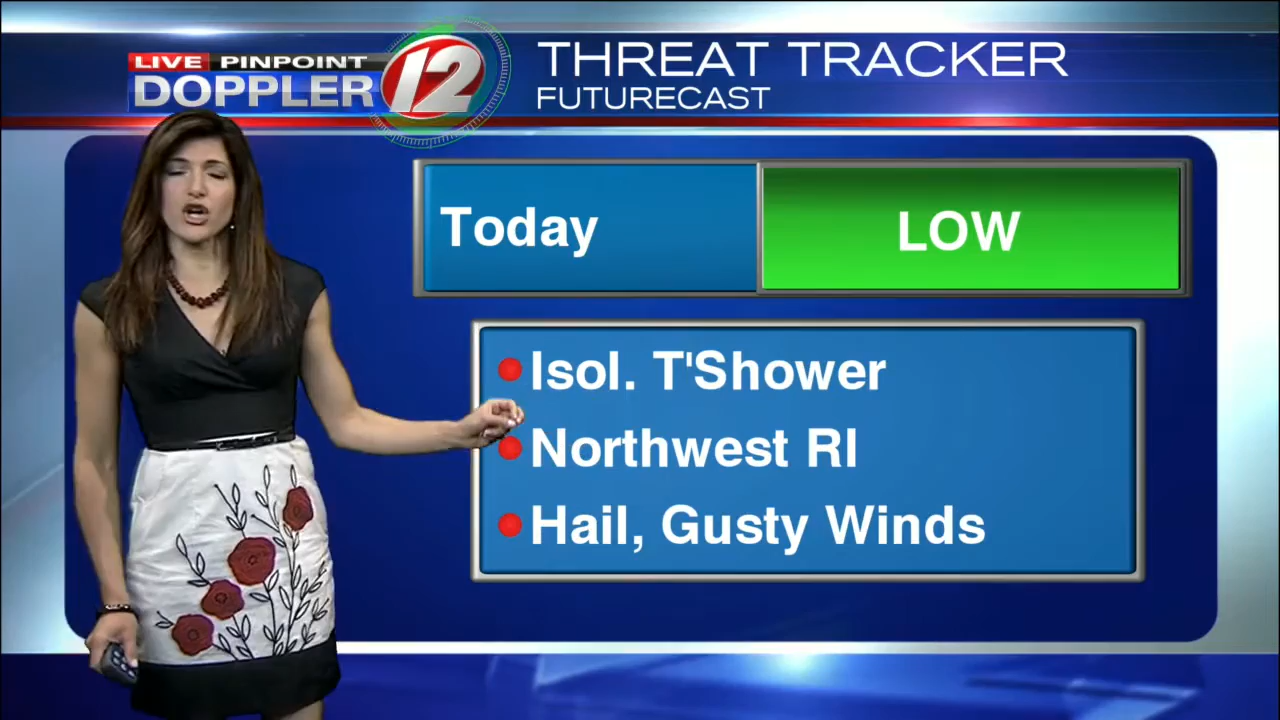 LIVE PINPOINT
DOPPLER 12
THREAT TRACKER
FUTURECAST
Today
LOW
Isol. T'Shower
Northwest RI
Hail, Gusty Winds